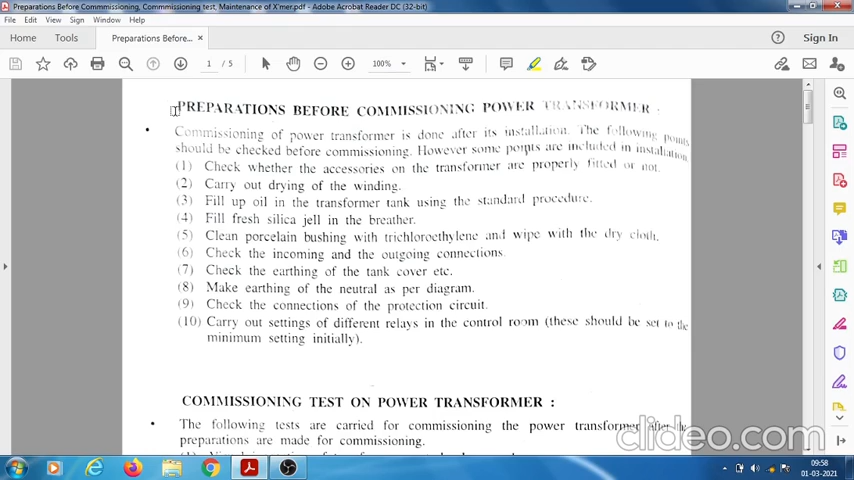 Preparations Before Commmissioning, Commmissioning test, Maintenance of X'mer.pdf - Adobe Acrobat Reader DC (32-bit)
File Edit View Sign Window Help
Home Tools Preparations Before... × Sign In
1 / 5 100%
PREPARATIONS BEFORE COMMISSIONING POWER TRANSFORMER :
• Commissioning of power transformer is done after its installation. The following points
should be checked before commissioning. However some points are included in installation.
(1) Check whether the accessories on the transformer are properly fitted or not.
(2) Carry out drying of the winding.
(3) Fill up oil in the transformer tank using the standard procedure.
(4) Fill fresh silica jell in the breather.
(5) Clean porcelain bushing with trichloroethylene and wipe with the dry cloth.
(6) Check the incoming and the outgoing connections.
(7) Check the earthing of the tank cover etc.
(8) Make earthing of the neutral as per diagram.
(9) Check the connections of the protection circuit.
(10) Carry out settings of different relays in the control room (these should be set to the
minimum setting initially).
COMMISSIONING TEST ON POWER TRANSFORMER :
• The following tests are carried for commissioning the power transformer after the
preparations are made for commissioning.
clideo.com
09:58
01-03-2021